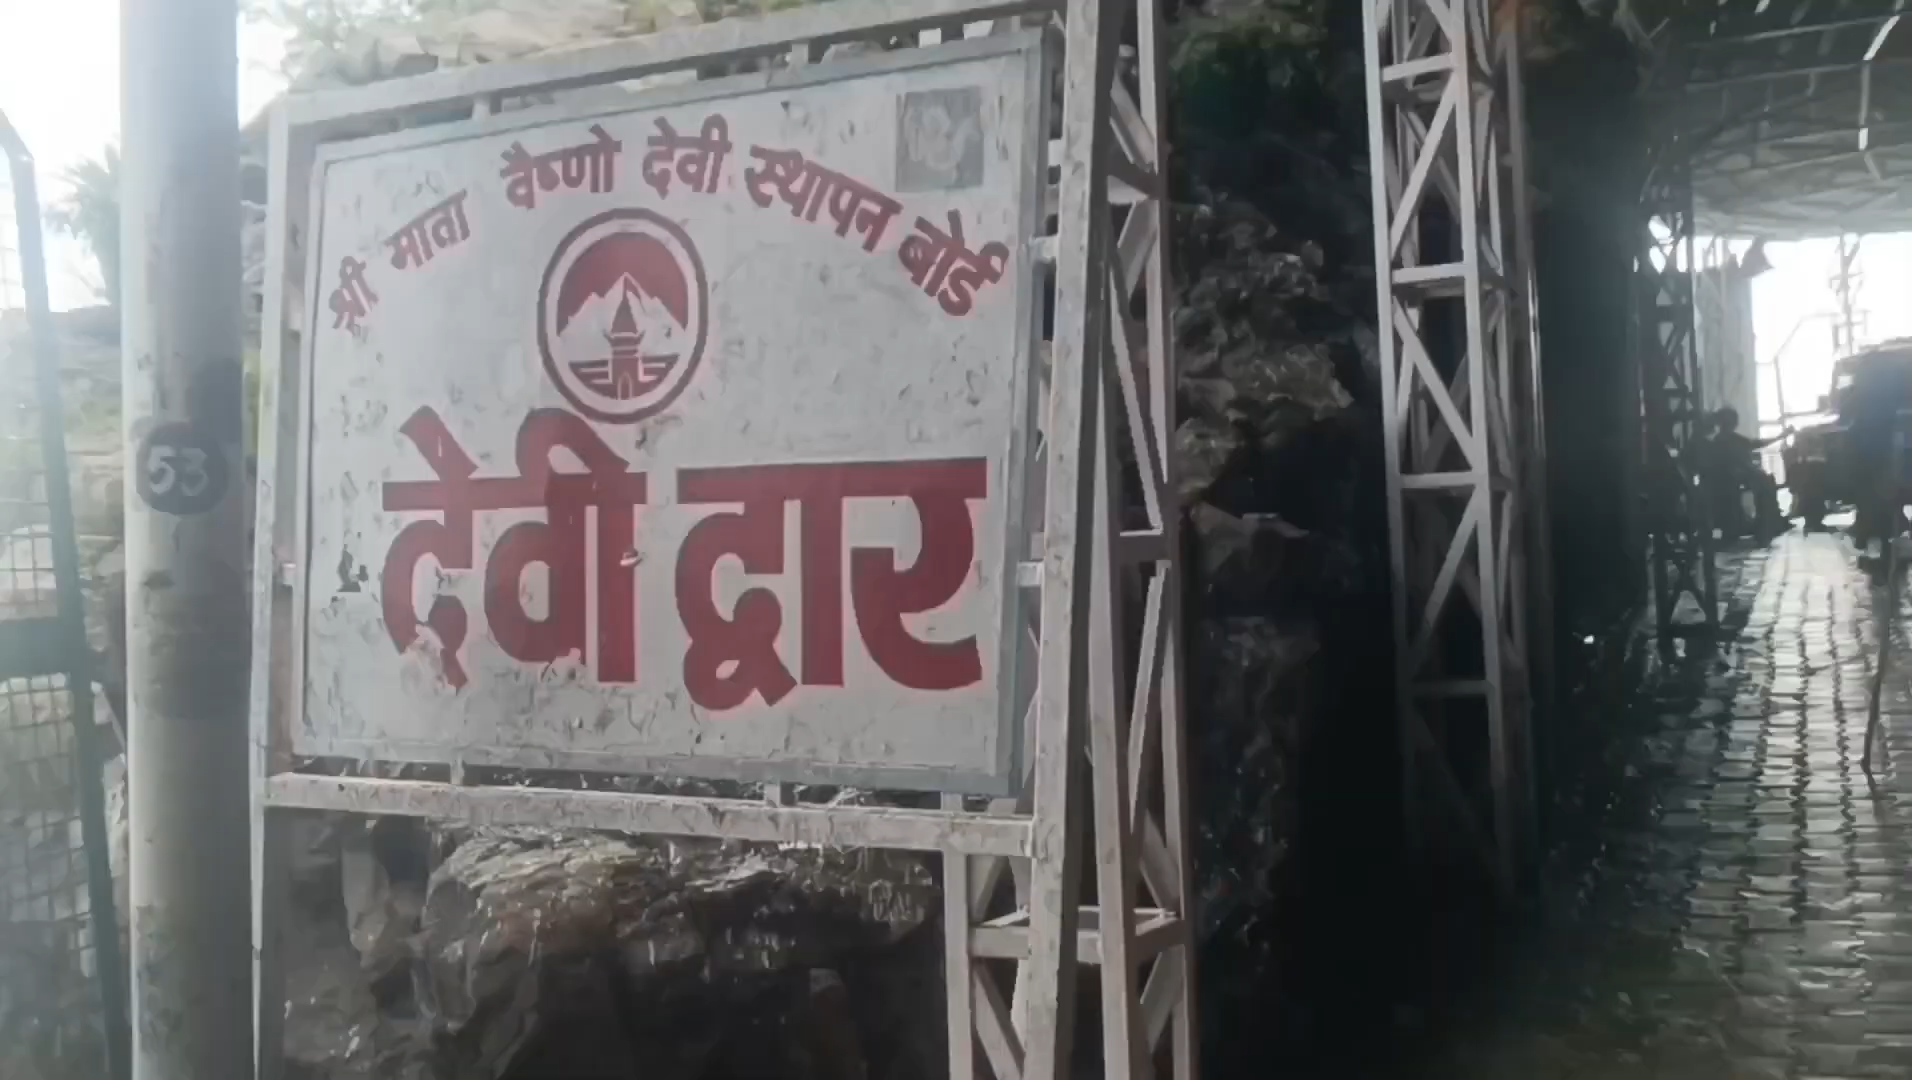 श्री माता वैष्णो देवी स्थापन बोर्ड
देवी द्वार
53